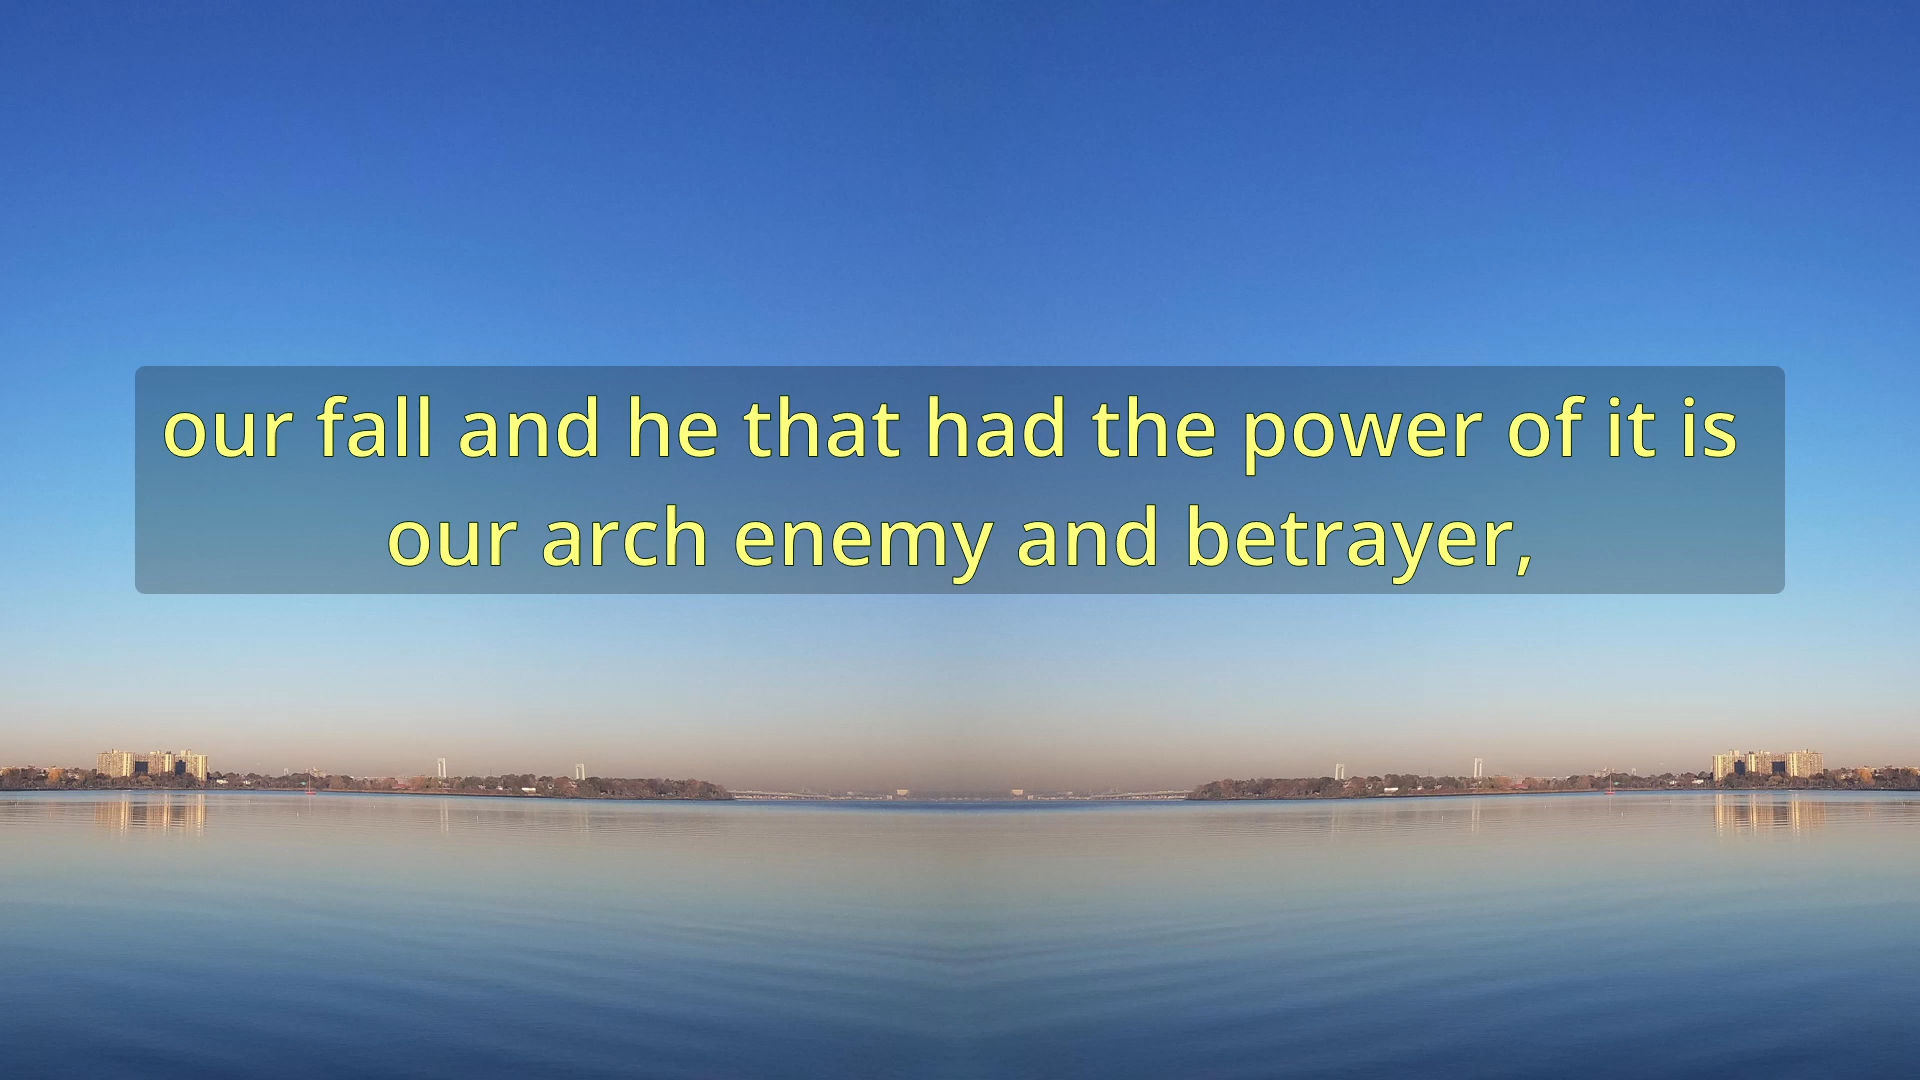 our fall and he that had the power of it is
our arch enemy and betrayer,